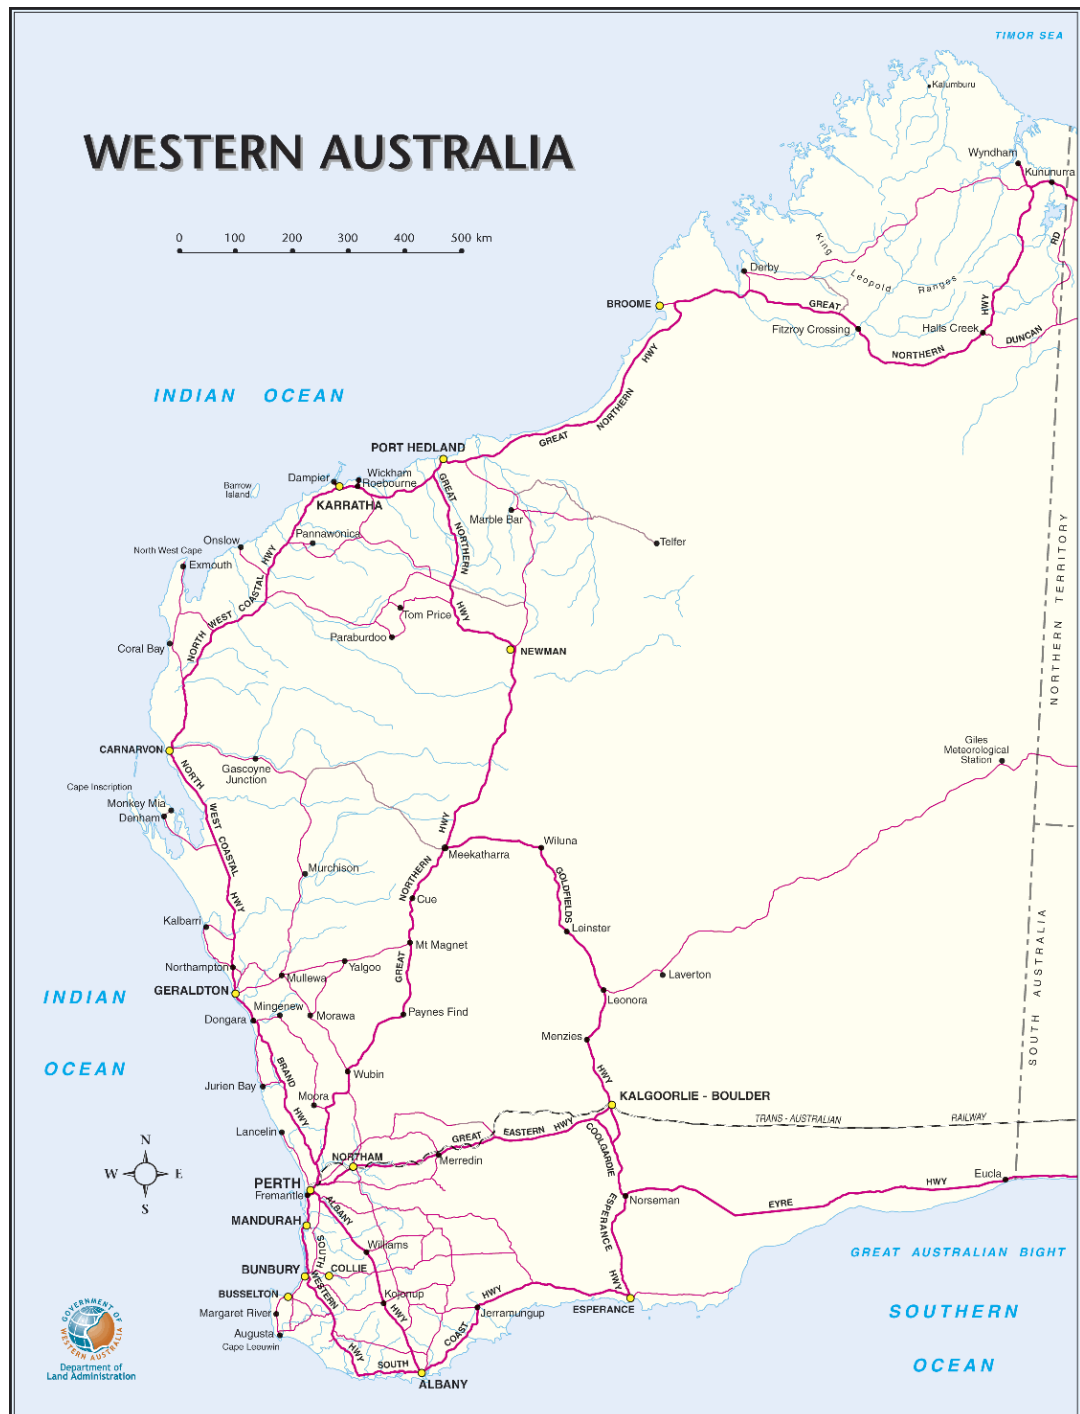 TIMOR SEA
Kalumburu
WESTERN AUSTRALIA
Wyndham
Kununurra
0 100 200 300 400 500 km
King
Leopold
Ranges
RD
Derby
BROOME
GREAT
HWY
Fitzroy Crossing
Halls Creek
DUNCAN
NORTHERN
HWY
INDIAN OCEAN
NORTHERN
GREAT
PORT HEDLAND
Dampier
Wickham
Roebourne
Barrow
Island
KARRATHA
GREAT
Marble Bar
NORTHERN
Pannawonica
Onslow
Telfer
North West Cape
HWY
Exmouth
COASTAL
HWY
Tom Price
WEST
Paraburdoo
NORTH
Coral Bay
NEWMAN
NORTHERN TERRITORY
CARNARVON
Giles
Meteorological
Station
Gascoyne
Junction
NORTH
Cape Inscription
Monkey Mia
Denham
WEST
COASTAL
HWY
HWY
Wiluna
Meekatharra
Murchison
NORTHERN
GOLDFIELDS
Cue
Kalbarri
Leinster
Mt Magnet
Northampton
Yalgoo
GREAT
Mullewa
Laverton
SOUTH AUSTRALIA
INDIAN
GERALDTON
Leonora
Mingenew
Dongara
Morawa
Paynes Find
Menzies
OCEAN
BRAND
Wubin
HWY
Jurien Bay
Moora
KALGOORLIE - BOULDER
HWY
TRANS - AUSTRALIAN
RAILWAY
Lancelin
GREAT
EASTERN
HWY
COOLGARDIE
N
NORTHAM
Merredin
W E
S
PERTH
Fremantle
Eucla
HWY
Norseman
EYRE
ALBANY
ESPERANCE
MANDURAH
SOUTH
Williams
GREAT AUSTRALIAN BIGHT
BUNBURY
COLLIE
HWY
WESTERN
BUSSELTON
Kojonup
HWY
Margaret River
HWY
Jerramungup
ESPERANCE
SOUTHERN
Augusta
Cape Leeuwin
COAST
HWY
SOUTH
OCEAN
ALBANY
GOVERNMENT OF
WESTERN AUSTRALIA
Department of
Land Administration